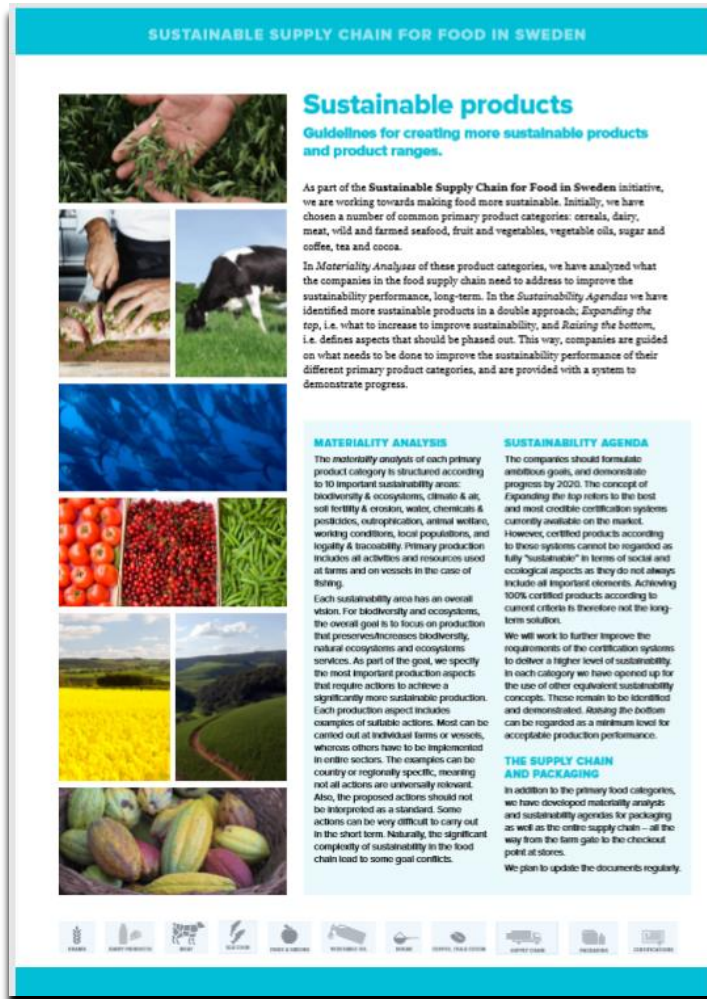 SUSTAINABLE SUPPLY CHAIN FOR FOOD IN SWEDEN
Sustainable products
Guidelines for creating more sustainable products
and product ranges.
As part of the Sustainable Supply Chain for Food in Sweden initiative,
we are working towards making food more sustainable. Initially, we have
chosen a number of common primary product categories: cereals, dairy,
meat, wild and farmed seafood, fruit and vegetables, vegetable oils, sugar and
coffee, tea and cocoa.
In Materiality Analyses of these product categories, we have analyzed what
the companies in the food supply chain need to address to improve the
sustainability performance, long-term. In the Sustainability Agendas we have
identified more sustainable products in a double approach; Expanding the
top, i.e. what to increase to improve sustainability, and Raising the bottom,
i.e. defines aspects that should be phased out. This way, companies are guided
on what needs to be done to improve the sustainability performance of their
different primary product categories, and are provided with a system to
demonstrate progress.
MATERIALITY ANALYSIS
The materiality analysis of each primary
product category is structured according
to 10 important sustainability areas:
biodiversity & ecosystems, climate & air,
soil fertility & erosion, water, chemicals &
pesticides, eutrophication, animal welfare,
working conditions, local populations, and
legality & tracoability. Primary production
includes all activities and resources used
at farms and on vessels in the case of
fishing.
Each sustainability area has an overall
vision. For biodiversity and ecosystems,
the overall goal is to focus on production
that preserves/increases biodiversity,
natural ecosystems and ecosystems
services. As part of the goal, we specify
the most important production aspects
that require actions to achieve a
significantly more sustainable production.
Each production aspect includes
examples of suitable actions. Most can be
carried out at individual farms or vessels,
whereas others have to be implemented
in entire sectors. The examples can be
country or regionally specific, meaning
not all actions are universally relevant.
Also, the proposed actions should not
be interpreted as a standard. Some
actions can be very difficult to carry out
in the short term. Naturally, the significant
complexity of sustainability in the food
chain lead to some goal conflicts.
SUSTAINABILITY AGENDA
The companies should formulate
ambitious goals, and demonstrate
progress by 2020. The concept of
Expanding the top refers to the best
and most credible certification systems
currently available on the market.
However, certified products according
to these systems cannot be regarded as
fully "sustainable" in terms of social and
ecological aspects as they do not always
include all important elements. Achieving
100% certified products according to
current criteria is therefore not the long-
term solution.
We will work to further improve the
requirements of the certification systems
to deliver a higher level of sustainability.
In each category we have opened up for
the use of other equivalent sustainability
concepts. These remain to be identified
and demonstrated. Raising the bottom
can be regarded as a minimum level for
acceptable production performance.
THE SUPPLY CHAIN
AND PACKAGING
In addition to the primary food categories,
we have developed materiality analysis
and sustainability agendas for packaging
as well as the entire supply chain – all the
way from the farm gate to the checkout
point at stores.
We plan to update the documents regularly.
GRAINS
DAIRY PRODUCTS
MEAT
SEAFOOD
VEGETABLE OIL
SUGAR
SUPPLY CHAIN
PACKAGING
CERTIFICATIONS